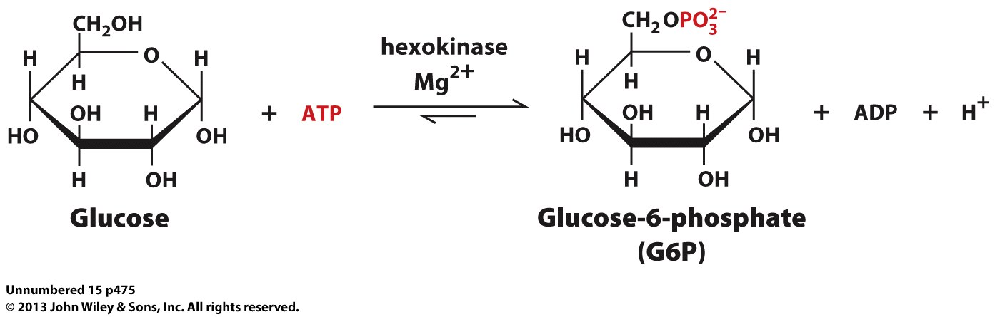 CH₂OH
H O H
H
OH H
HO OH
H OH
Glucose
+ ATP
hexokinase
Mg²⁺
CH₂OPO₃²⁻
H O H
H
OH H
HO OH
H OH
Glucose-6-phosphate
(G6P)
+ ADP + H⁺
Unnumbered 15 p475
© 2013 John Wiley & Sons, Inc. All rights reserved.